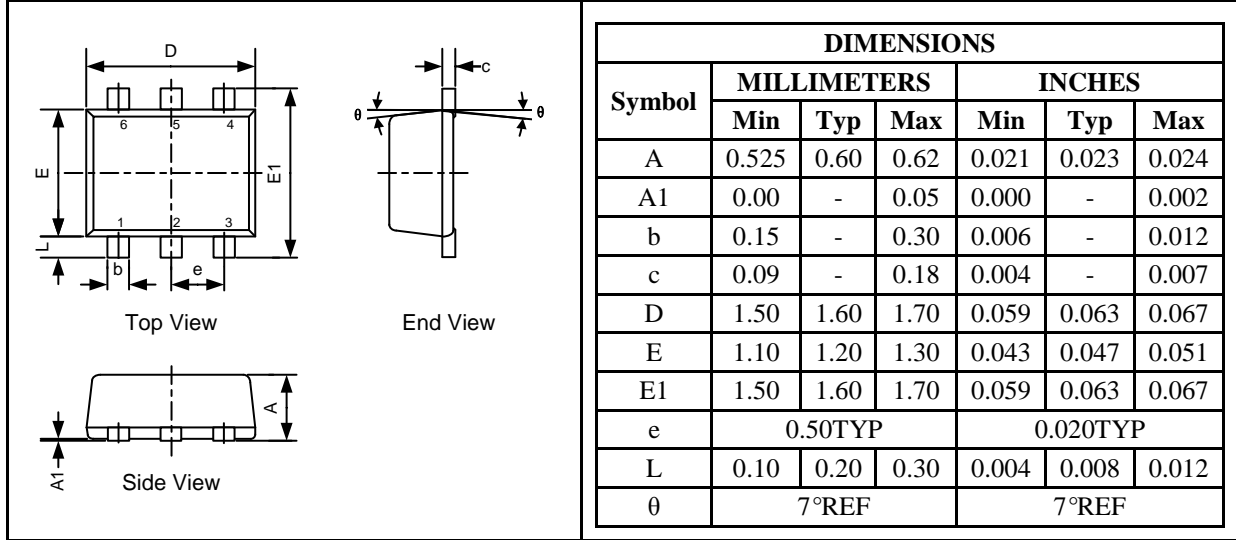 D
6 5 4
E
E1
1 2 3
L
b
e
Top View
c
θ
θ
End View
A
A1
Side View
DIMENSIONS
Symbol MILLIMETERS INCHES
Min Typ Max Min Typ Max
A 0.525 0.60 0.62 0.021 0.023 0.024
A1 0.00 - 0.05 0.000 - 0.002
b 0.15 - 0.30 0.006 - 0.012
c 0.09 - 0.18 0.004 - 0.007
D 1.50 1.60 1.70 0.059 0.063 0.067
E 1.10 1.20 1.30 0.043 0.047 0.051
E1 1.50 1.60 1.70 0.059 0.063 0.067
e 0.50TYP 0.020TYP
L 0.10 0.20 0.30 0.004 0.008 0.012
θ 7°REF 7°REF